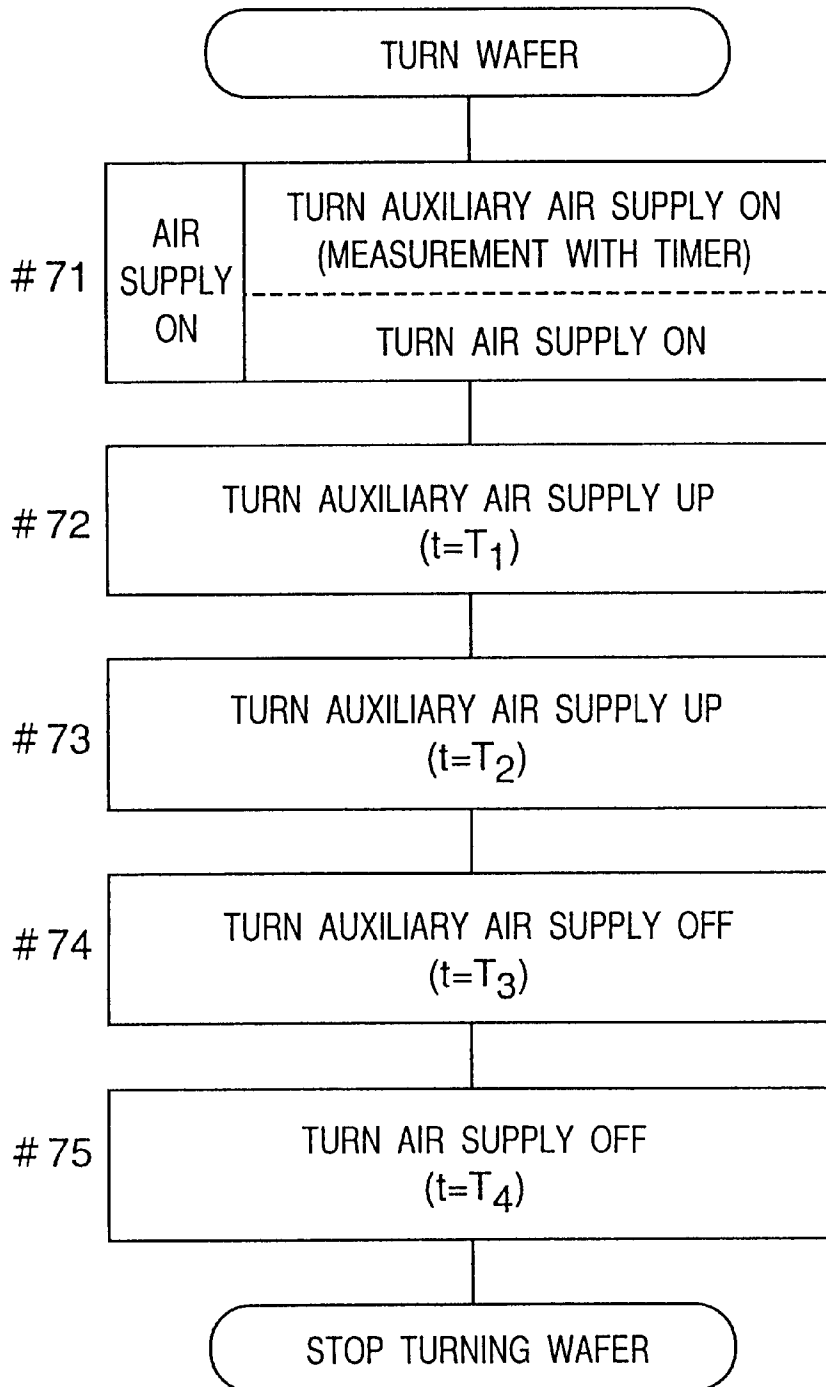 TURN WAFER
#71
AIR
SUPPLY
ON
TURN AUXILIARY AIR SUPPLY ON
(MEASUREMENT WITH TIMER)
TURN AIR SUPPLY ON
#72
TURN AUXILIARY AIR SUPPLY UP
(t=T1)
#73
TURN AUXILIARY AIR SUPPLY UP
(t=T2)
#74
TURN AUXILIARY AIR SUPPLY OFF
(t=T3)
#75
TURN AIR SUPPLY OFF
(t=T4)
STOP TURNING WAFER